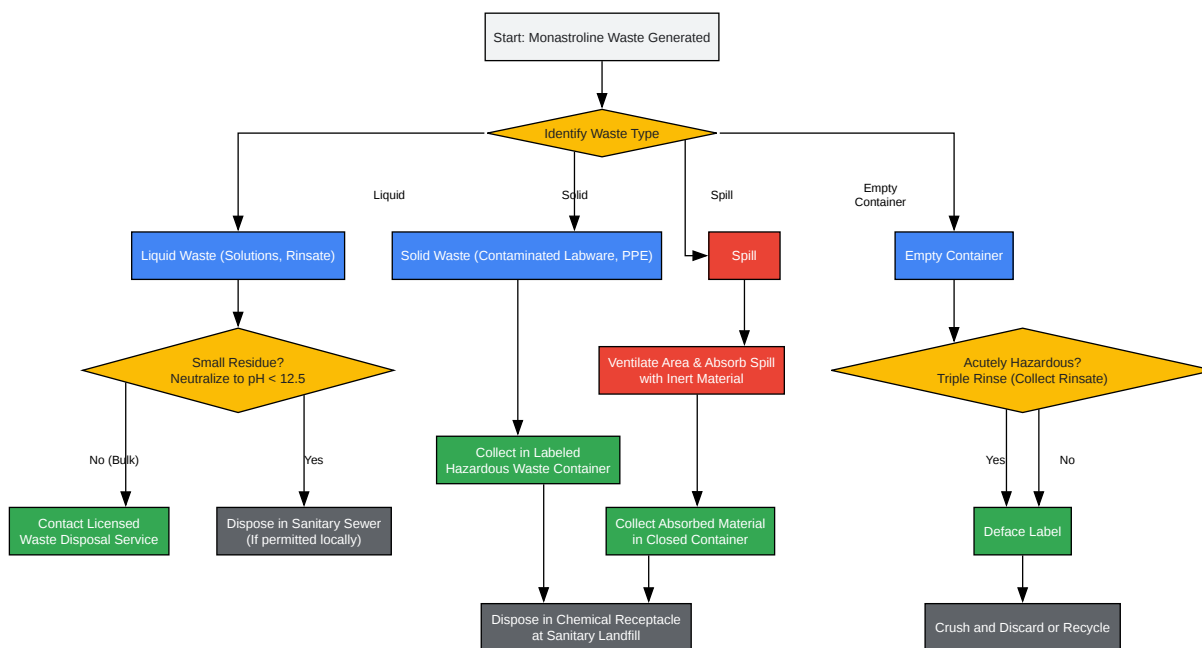 Start: Monastroline Waste Generated
Identify Waste Type
Liquid
Solid
Spill
Empty
Container
Liquid Waste (Solutions, Rinsate)
Solid Waste (Contaminated Labware, PPE)
Spill
Empty Container
Small Residue?
Neutralize to pH < 12.5
Ventilate Area & Absorb Spill
with Inert Material
Acutely Hazardous?
Triple Rinse (Collect Rinsate)
No (Bulk)
Yes
Collect in Labeled
Hazardous Waste Container
Yes
No
Contact Licensed
Waste Disposal Service
Dispose in Sanitary Sewer
(If permitted locally)
Collect Absorbed Material
in Closed Container
Deface Label
Dispose in Chemical Receptacle
at Sanitary Landfill
Crush and Discard or Recycle